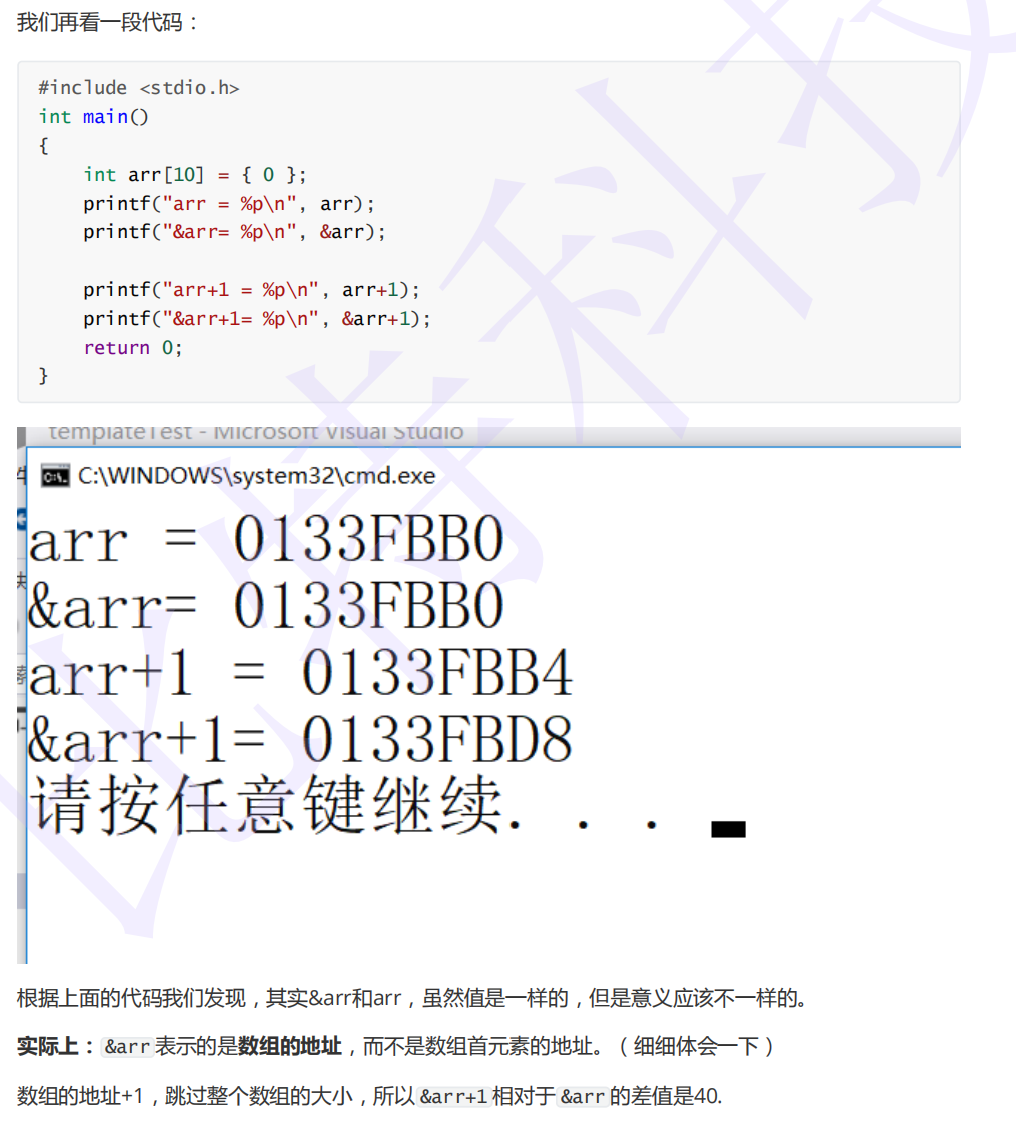 我们再看一段代码：
#include <stdio.h>
int main()
{
    int arr[10] = { 0 };
    printf("arr = %p\n", arr);
    printf("&arr= %p\n", &arr);
    printf("arr+1 = %p\n", arr+1);
    printf("&arr+1= %p\n", &arr+1);
    return 0;
}
templateTest - Microsoft Visual Studio
C:\WINDOWS\system32\cmd.exe
arr = 0133FBB0
&arr= 0133FBB0
arr+1 = 0133FBB4
&arr+1= 0133FBD8
请按任意键继续. . .
根据上面的代码我们发现，其实&arr和arr，虽然值是一样的，但是意义应该不一样的。
实际上： &arr 表示的是数组的地址，而不是数组首元素的地址。（细细体会一下）
数组的地址+1，跳过整个数组的大小，所以 &arr+1 相对于 &arr 的差值是40.
比特科技